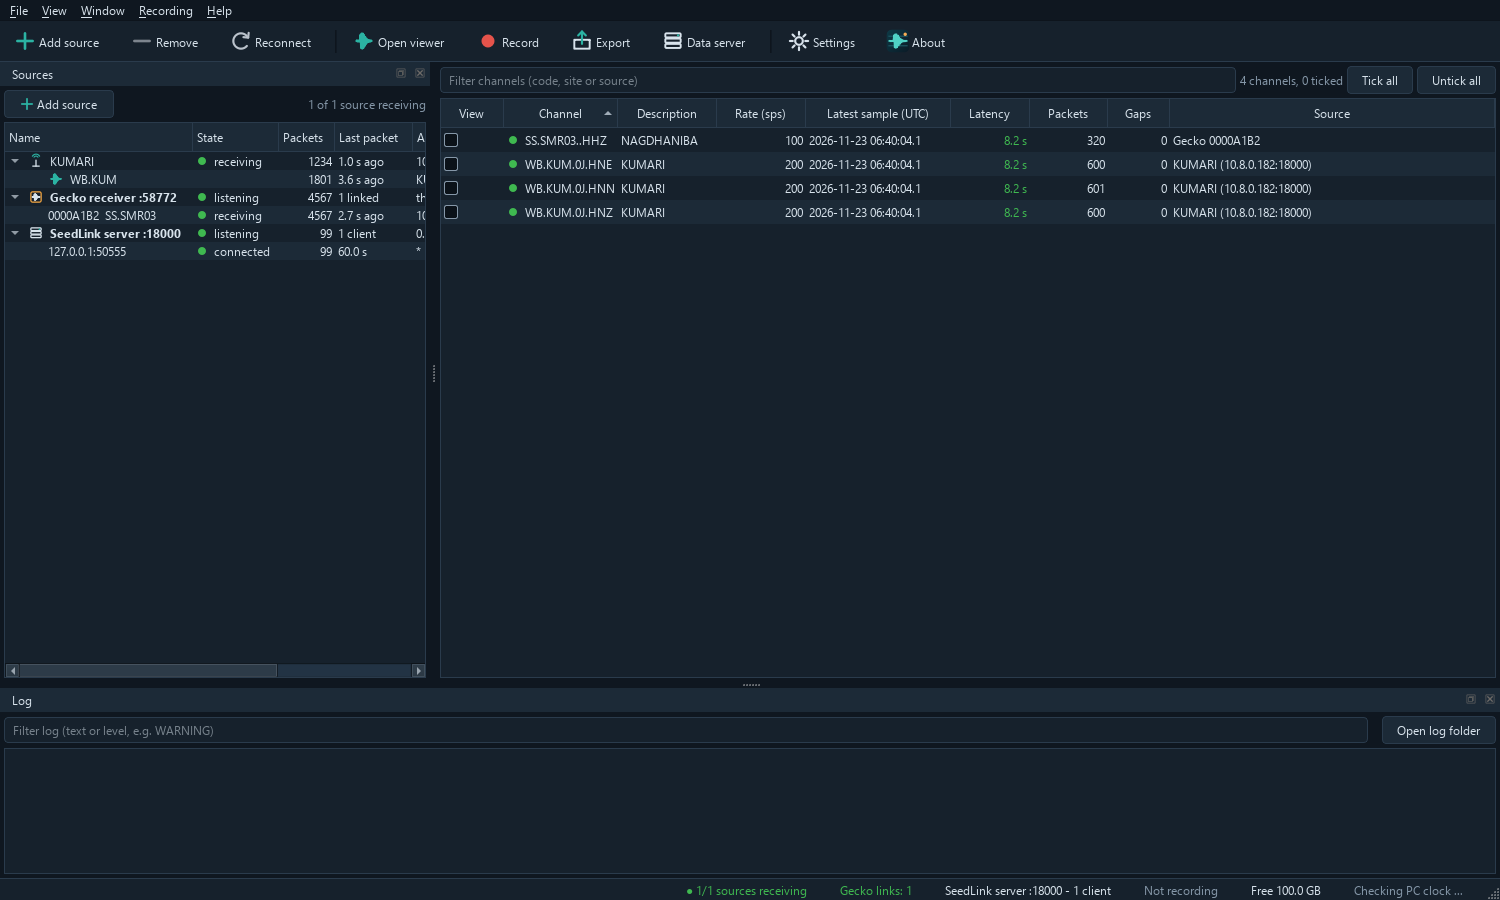 File View Window Recording Help
Add source Remove Reconnect Open viewer Record Export Data server Settings About
Sources
Add source 1 of 1 source receiving
Name State Packets Last packet A
KUMARI receiving 1234 1.0 s ago 10
WB.KUM 1801 3.6 s ago KU
Gecko receiver :58772 listening 4567 1 linked th
0000A1B2 SS.SMR03 receiving 4567 2.7 s ago 10
SeedLink server :18000 listening 99 1 client 0.
127.0.0.1:50555 connected 99 60.0 s *
Filter channels (code, site or source) 4 channels, 0 ticked Tick all Untick all
View Channel Description Rate (sps) Latest sample (UTC) Latency Packets Gaps Source
SS.SMR03..HHZ NAGDHANIBA 100 2026-11-23 06:40:04.1 8.2 s 320 0 Gecko 0000A1B2
WB.KUM.0J.HNE KUMARI 200 2026-11-23 06:40:04.1 8.2 s 600 0 KUMARI (10.8.0.182:18000)
WB.KUM.0J.HNN KUMARI 200 2026-11-23 06:40:04.1 8.2 s 601 0 KUMARI (10.8.0.182:18000)
WB.KUM.0J.HNZ KUMARI 200 2026-11-23 06:40:04.1 8.2 s 600 0 KUMARI (10.8.0.182:18000)
Log
Filter log (text or level, e.g. WARNING) Open log folder
1/1 sources receiving Gecko links: 1 SeedLink server :18000 - 1 client Not recording Free 100.0 GB Checking PC clock ...